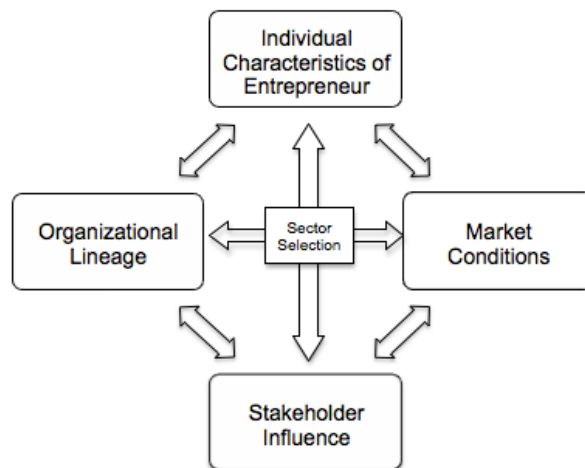 Individual
Characteristics of
Entrepreneur
Organizational
Lineage
Sector
Selection
Market
Conditions
Stakeholder
Influence